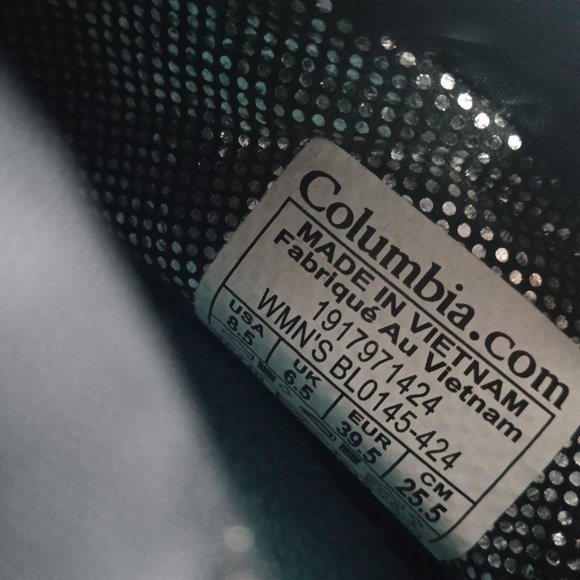 Columbia.com
MADE IN VIETNAM
Fabriqué Au Vietnam
1917971424
WMN'S BL0145-424
USA UK EUR CM
8.5 6.5 39.5 25.5